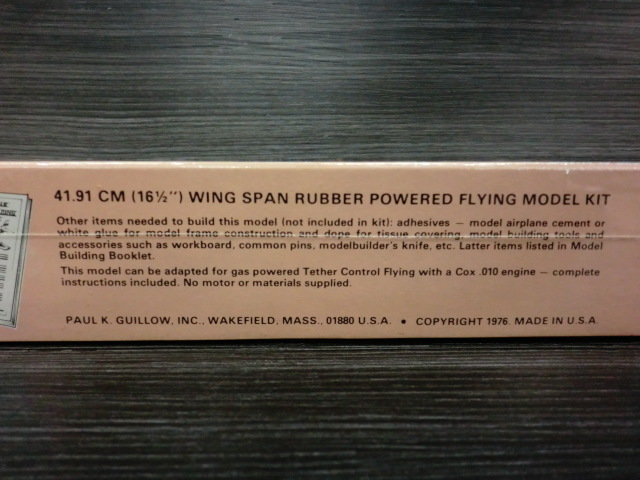 41.91 CM (16½") WING SPAN RUBBER POWERED FLYING MODEL KIT
Other items needed to build this model (not included in kit): adhesives — model airplane cement or
white glue for model frame construction and dope for tissue covering, model building tools and
accessories such as workboard, common pins, modelbuilder's knife, etc. Latter items listed in Model
Building Booklet.
This model can be adapted for gas powered Tether Control Flying with a Cox .010 engine — complete
instructions included. No motor or materials supplied.
PAUL K. GUILLOW, INC., WAKEFIELD, MASS., 01880 U.S.A. • COPYRIGHT 1976 MADE IN U.S.A.